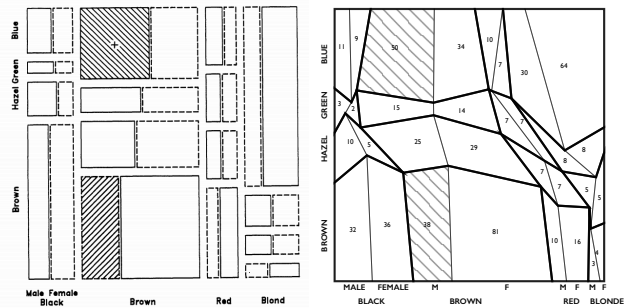 Blue
Hazel Green
Brown
Male Female
Black Brown Red Blond
BLUE
GREEN
HAZEL
BROWN
11 9 50 34 10 7 30 64
3 2 15 14 7 7 8
10 5 25 29 7 7 8 5 5
32 36 38 81 10 16 4 3
MALE FEMALE M F M F M F
BLACK BROWN RED BLONDE